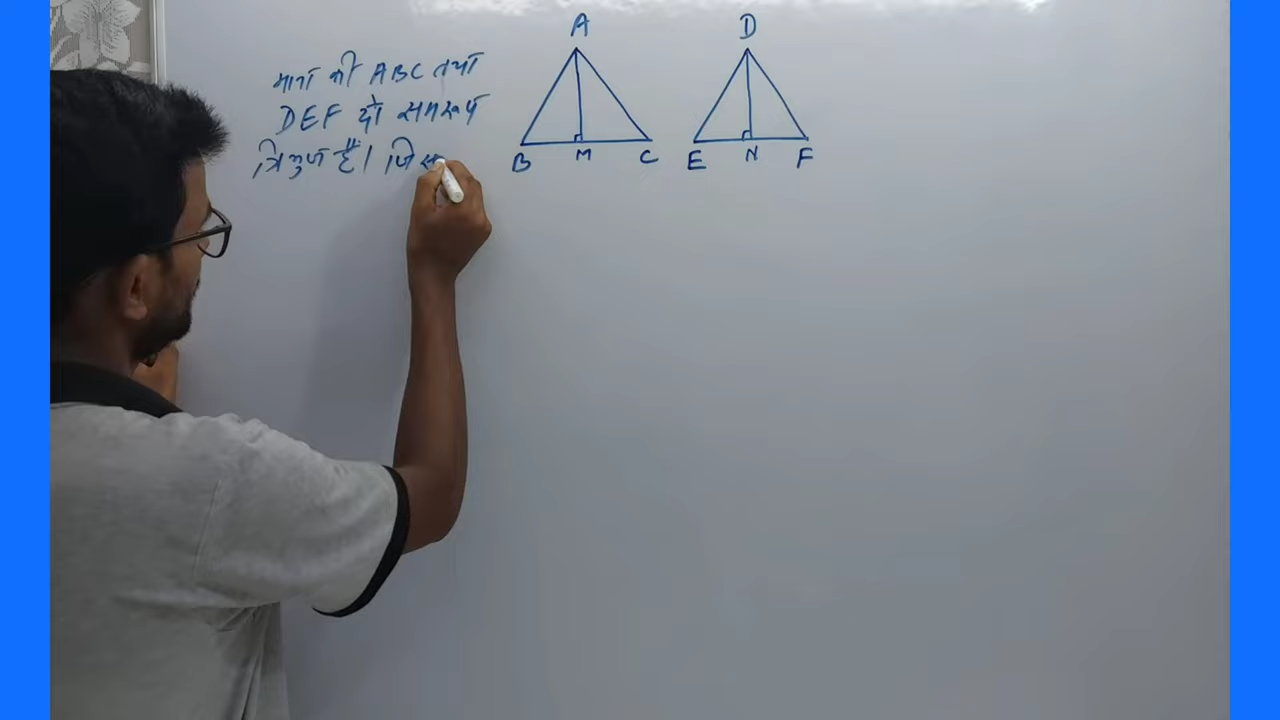 माना की ABC तथा
DEF दो समरूप
त्रिभुज हैं। जिस
A
D
B M C
E N F